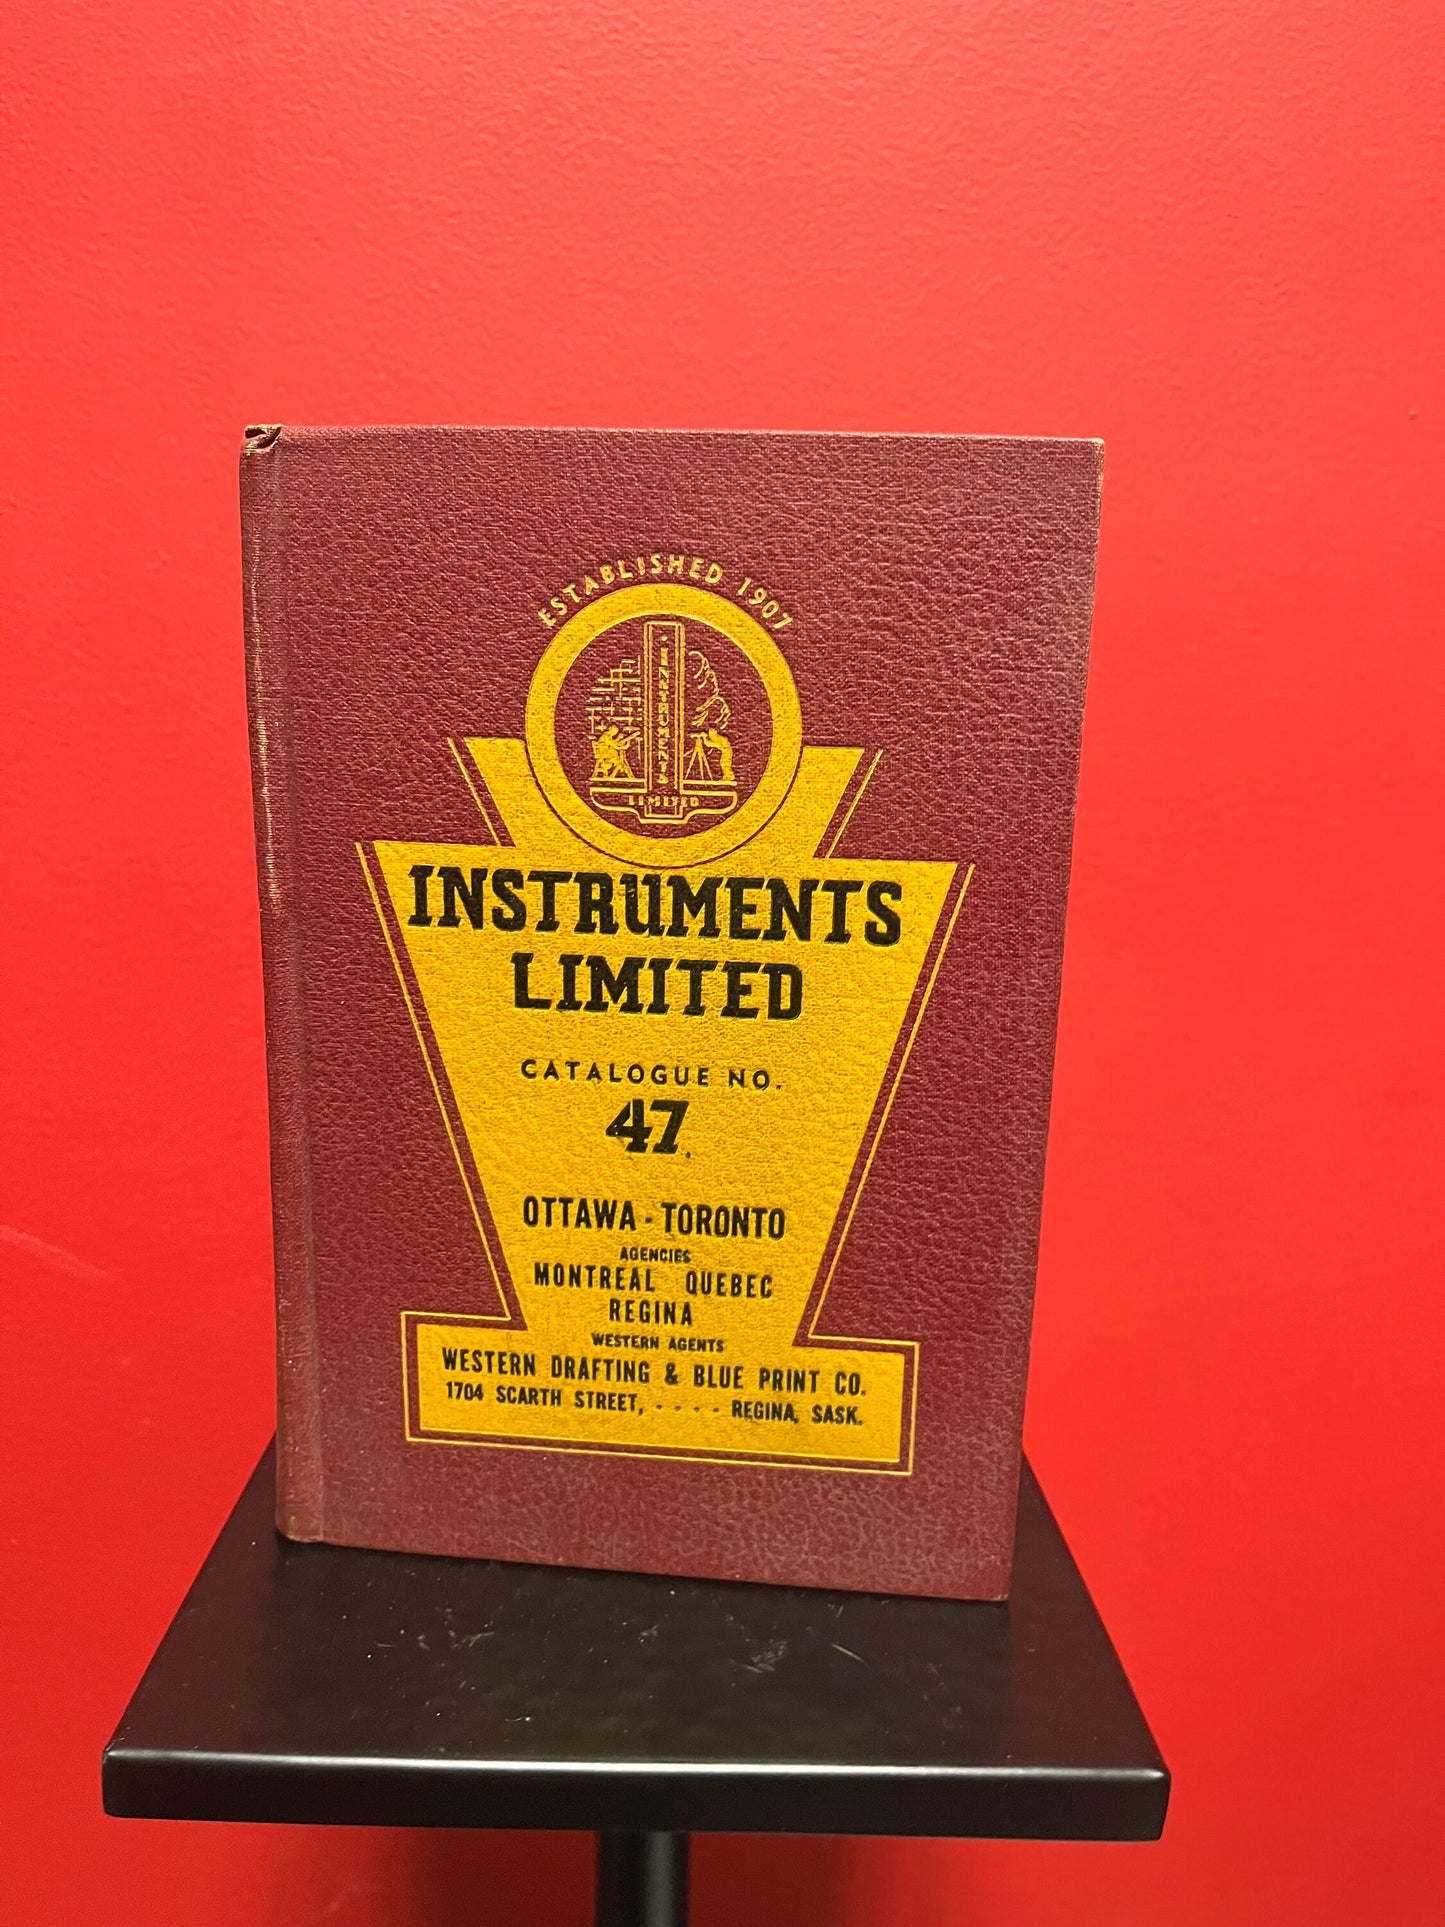 ESTABLISHED 1907
INSTRUMENTS
LIMITED
INSTRUMENTS
LIMITED
CATALOGUE NO.
47.
OTTAWA - TORONTO
AGENCIES
MONTREAL QUEBEC
REGINA
WESTERN AGENTS
WESTERN DRAFTING & BLUE PRINT CO.
1704 SCARTH STREET, - - - - REGINA, SASK.